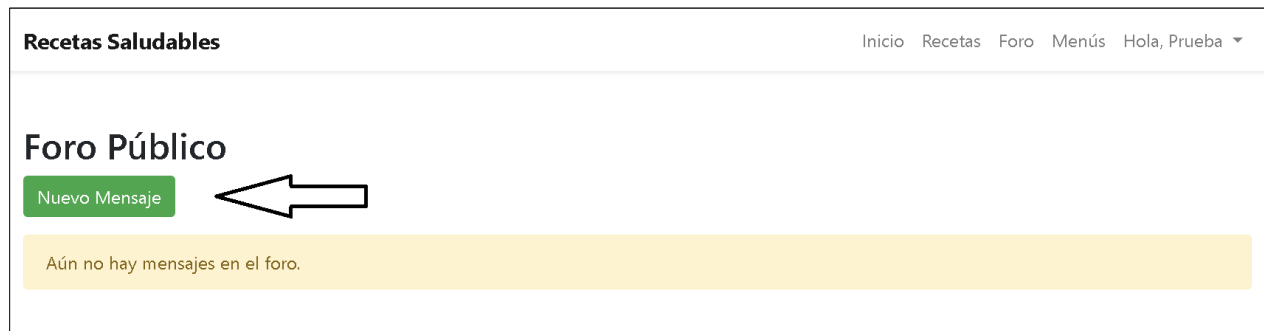 Recetas Saludables
Inicio Recetas Foro Menús Hola, Prueba
Foro Público
Nuevo Mensaje
Aún no hay mensajes en el foro.